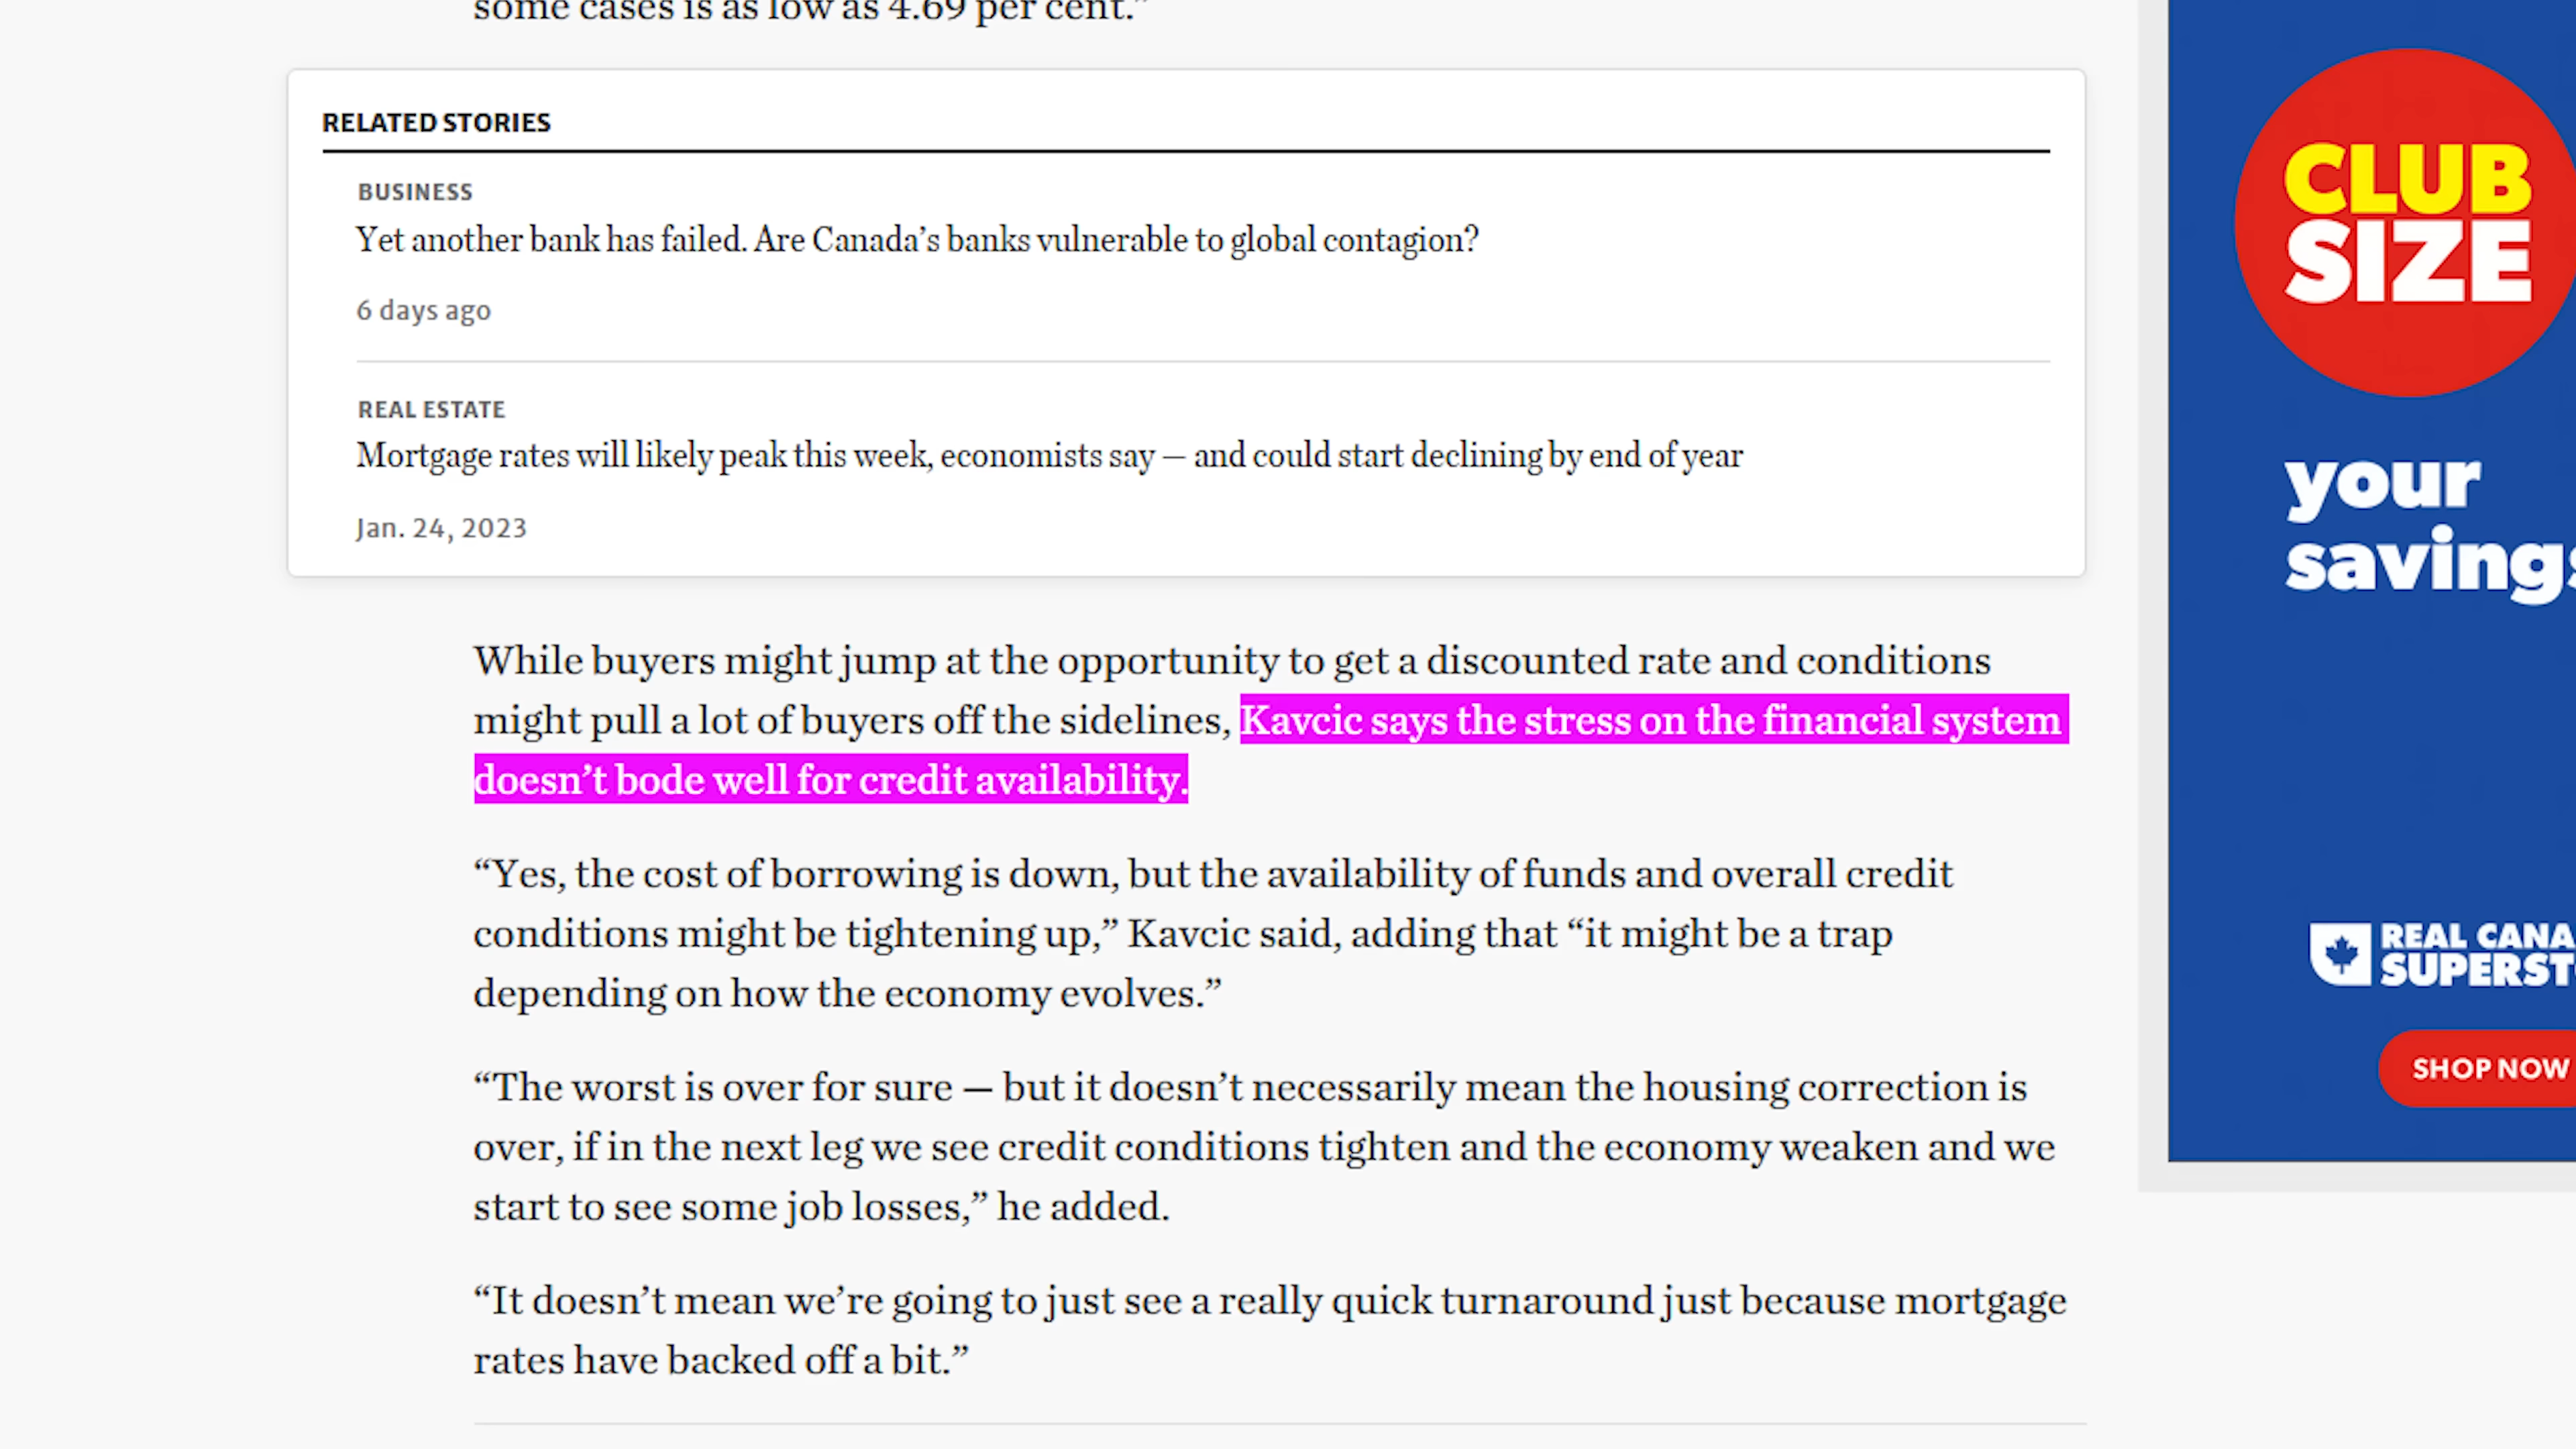 some cases is as low as 4.69 per cent.”
RELATED STORIES
BUSINESS
Yet another bank has failed. Are Canada’s banks vulnerable to global contagion?
6 days ago
REAL ESTATE
Mortgage rates will likely peak this week, economists say — and could start declining by end of year
Jan. 24, 2023
While buyers might jump at the opportunity to get a discounted rate and conditions
might pull a lot of buyers off the sidelines, Kavcic says the stress on the financial system
doesn’t bode well for credit availability.
“Yes, the cost of borrowing is down, but the availability of funds and overall credit
conditions might be tightening up,” Kavcic said, adding that “it might be a trap
depending on how the economy evolves.”
“The worst is over for sure — but it doesn’t necessarily mean the housing correction is
over, if in the next leg we see credit conditions tighten and the economy weaken and we
start to see some job losses,” he added.
“It doesn’t mean we’re going to just see a really quick turnaround just because mortgage
rates have backed off a bit.”
CLUB
SIZE
your
savings
REAL CANA
SUPERST
SHOP NOW